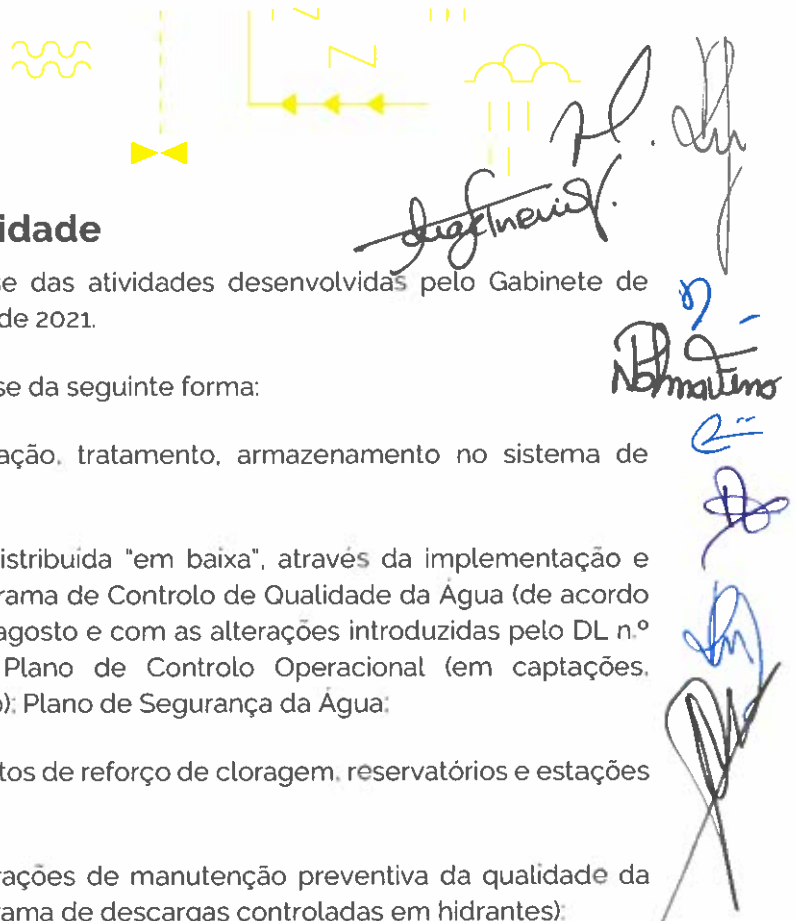 idade
se das atividades desenvolvidas pelo Gabinete de
de 2021.
se da seguinte forma:
ação, tratamento, armazenamento no sistema de
istribuída "em baixa", através da implementação e
rama de Controlo de Qualidade da Água (de acordo
agosto e com as alterações introduzidas pelo DL n.º
Plano de Controlo Operacional (em captações,
o); Plano de Segurança da Água;
tos de reforço de cloragem, reservatórios e estações
rações de manutenção preventiva da qualidade da
rama de descargas controladas em hidrantes);